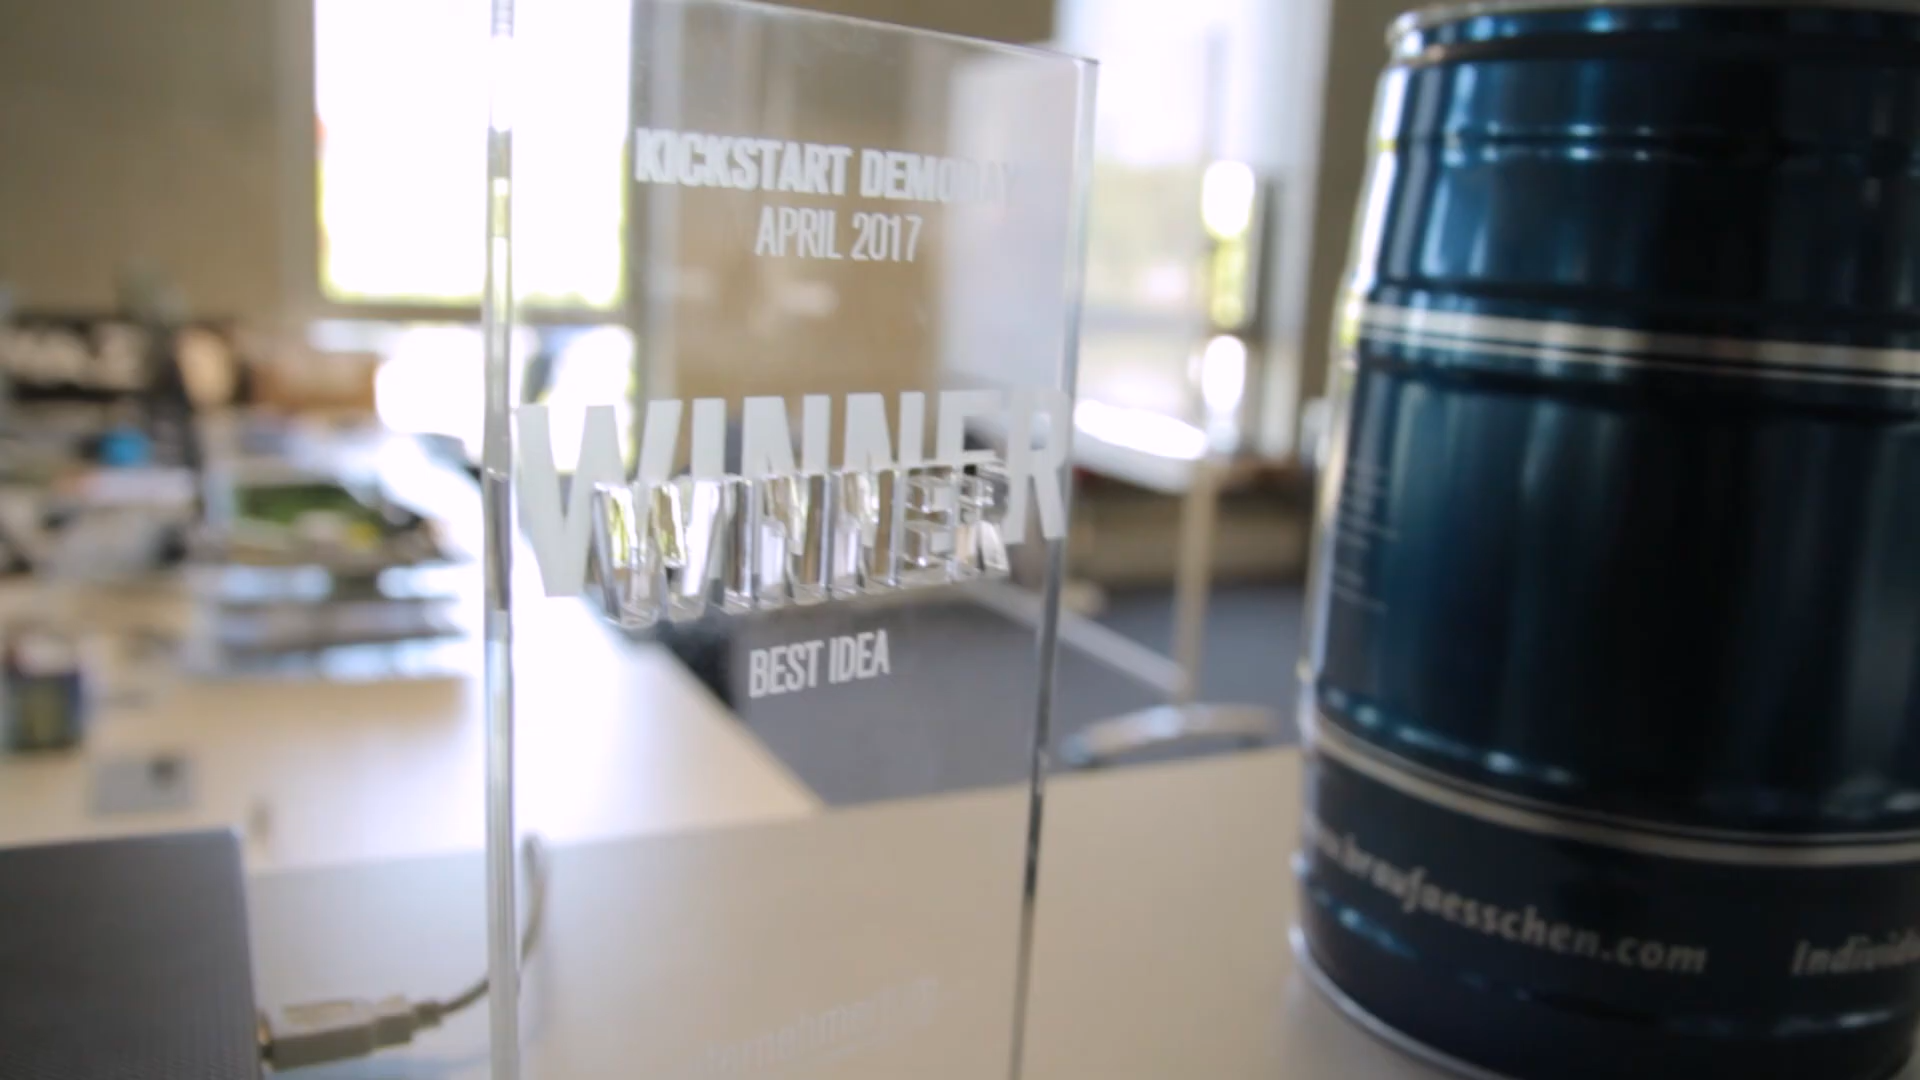 KICKSTART DEMODAY
APRIL 2017
WINNER
WINNER
BEST IDEA
braufaesschen.com